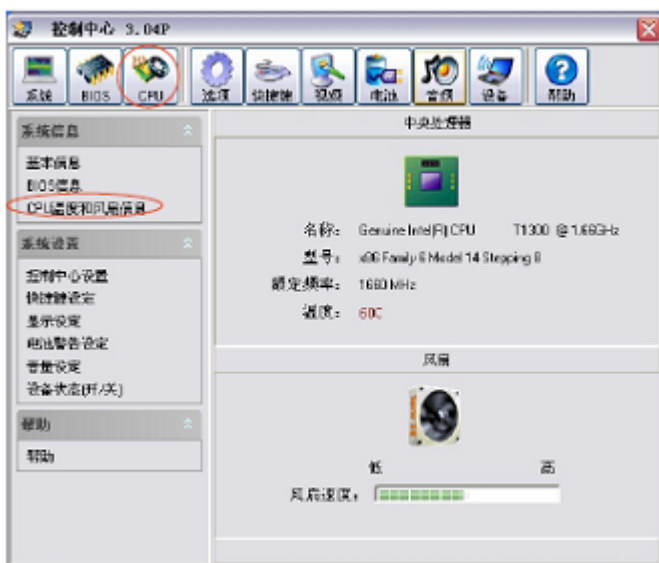 控制中心 3.04P
系统 BIOS CPU 选项 快捷键 视频 电池 音频 设备 帮助
系统信息
基本信息
BIOS信息
CPU温度和风扇信息
系统设置
控制中心设置
快捷键设定
显示设定
电池警告设定
音量设定
设备状态(开/关)
帮助
帮助
中央处理器
名称: Genuine Intel(R) CPU T1300 @ 1.66GHz
型号: x86 Family 6 Model 14 Stepping 8
额定频率: 1660 MHz
温度: 60C
风扇
低 高
风扇速度: